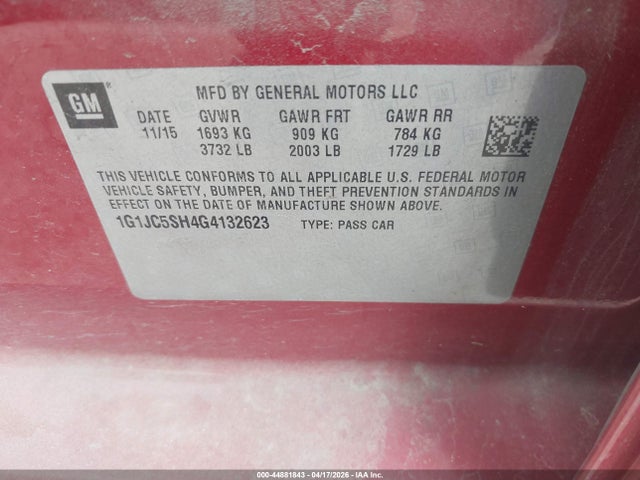 GM
MFD BY GENERAL MOTORS LLC
DATE GVWR GAWR FRT GAWR RR
11/15 1693 KG 909 KG 784 KG
3732 LB 2003 LB 1729 LB
THIS VEHICLE CONFORMS TO ALL APPLICABLE U.S. FEDERAL MOTOR
VEHICLE SAFETY, BUMPER, AND THEFT PREVENTION STANDARDS IN
EFFECT ON THE DATE OF MANUFACTURE SHOWN ABOVE.
1G1JC5SH4G4132623 TYPE: PASS CAR
000-44881843 - 04/17/2026 - IAA Inc.